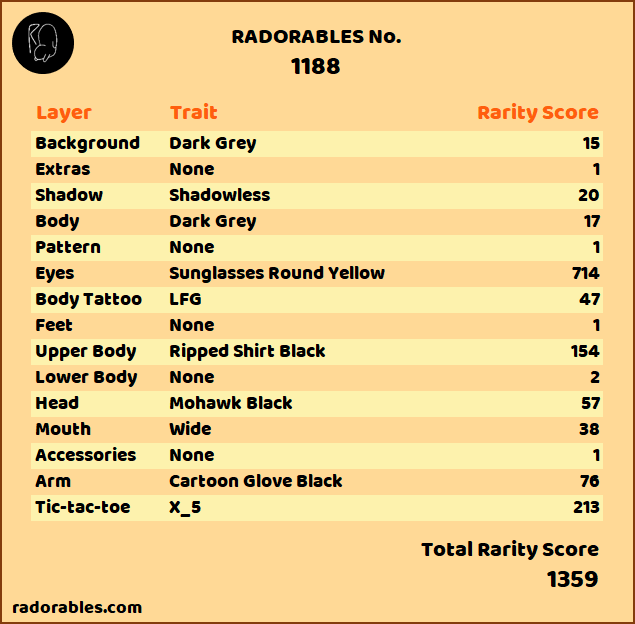 RADORABLES No.
1188
Layer Trait Rarity Score
Background Dark Grey 15
Extras None 1
Shadow Shadowless 20
Body Dark Grey 17
Pattern None 1
Eyes Sunglasses Round Yellow 714
Body Tattoo LFG 47
Feet None 1
Upper Body Ripped Shirt Black 154
Lower Body None 2
Head Mohawk Black 57
Mouth Wide 38
Accessories None 1
Arm Cartoon Glove Black 76
Tic-tac-toe X_5 213
Total Rarity Score
1359
radorables.com